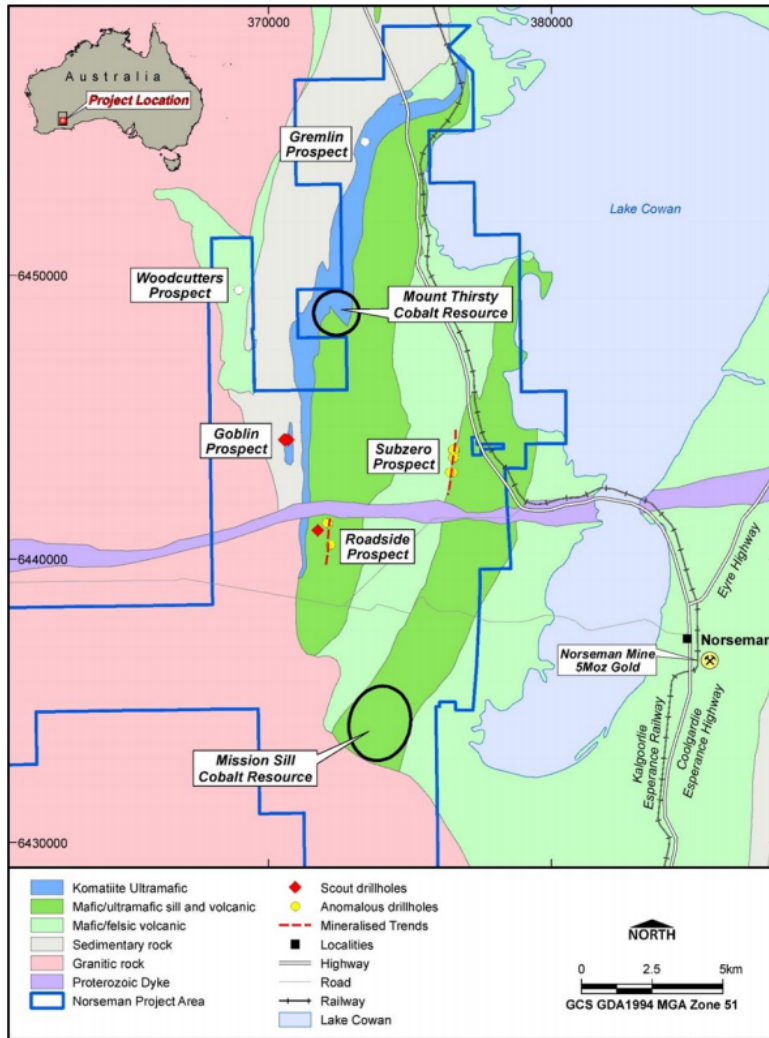 370000
380000
Australia
Project Location
Gremlin
Prospect
Lake Cowan
6450000
Woodcutters
Prospect
Mount Thirsty
Cobalt Resource
Goblin
Prospect
Subzero
Prospect
6440000
Roadside
Prospect
Eyre Highway
Norseman
Norseman Mine
5Moz Gold
Mission Sill
Cobalt Resource
Kalgoorlie
Esperance Railway
Coolgardie
Esperance Highway
6430000
Komatiite Ultramafic
Mafic/ultramafic sill and volcanic
Mafic/felsic volcanic
Sedimentary rock
Granitic rock
Proterozoic Dyke
Norseman Project Area
Scout drillholes
Anomalous drillholes
Mineralised Trends
Localities
Highway
Road
Railway
Lake Cowan
NORTH
0 2.5 5km
GCS GDA1994 MGA Zone 51